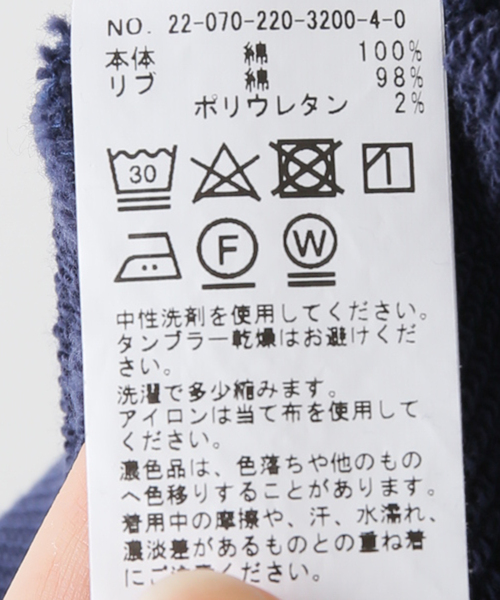 NO. 22-070-220-3200-4-0
本体 綿 100%
リブ 綿 98%
ポリウレタン 2%
30
F W
中性洗剤を使用してください。
タンブラー乾燥はお避けくだ
さい。
洗濯で多少縮みます。
アイロンは当て布を使用して
ください。
濃色品は、色落ちや他のもの
へ色移りすることがあります。
着用中の摩擦や、汗、水濡れ、
濃淡差があるものとの重ね着
にご ください。